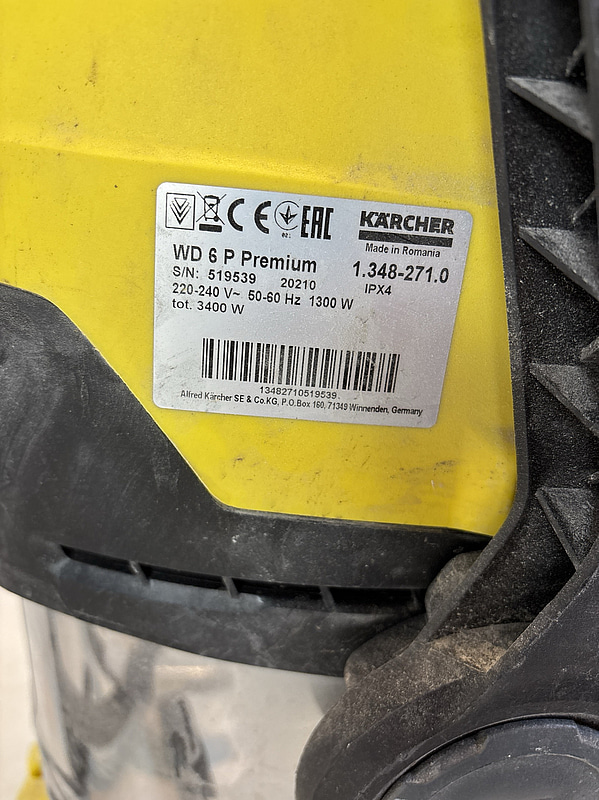 CE 021 EAC KÄRCHER
Made in Romania
WD 6 P Premium 1.348-271.0
S/N: 519539 20210 IPX4
220-240 V~ 50-60 Hz 1300 W
tot. 3400 W
13482710519539
Alfred Kärcher SE & Co.KG, P.O.Box 160, 71349 Winnenden, Germany